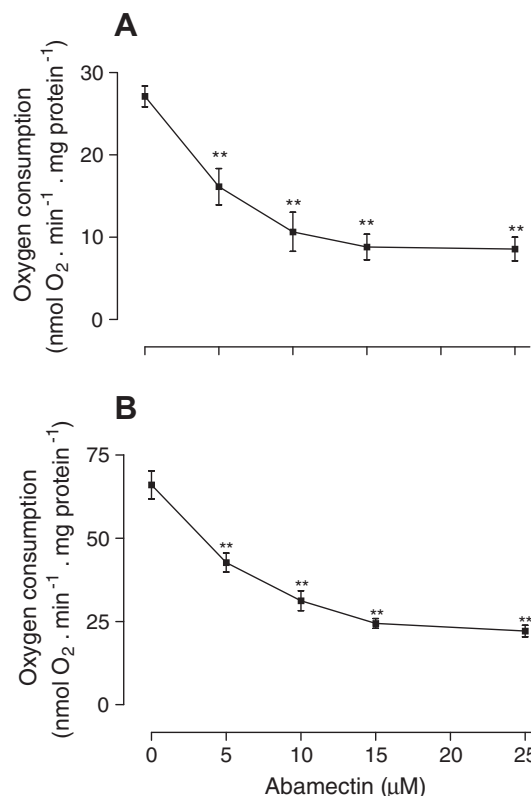 A
Oxygen consumption
(nmol O₂ . min⁻¹ . mg protein⁻¹)
30
20
10
0
**
**
**
**
B
Oxygen consumption
(nmol O₂ . min⁻¹ . mg protein⁻¹)
75
50
25
0
**
**
**
**
0 5 10 15 20 25
Abamectin (μM)